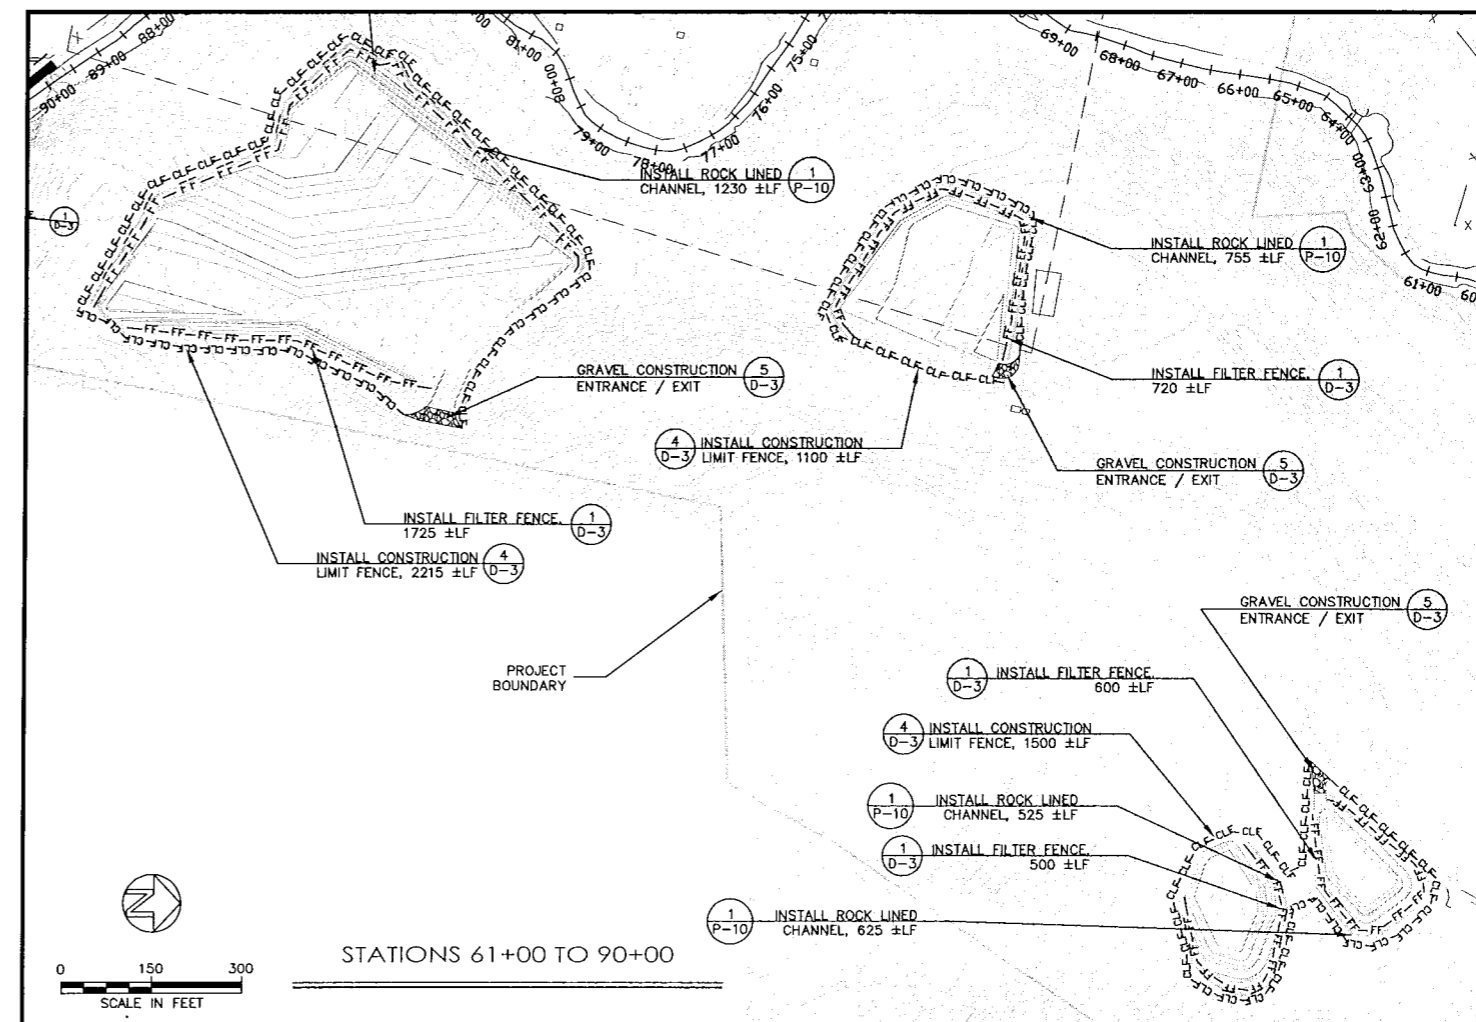 88+00
89+00
90+00
81+00
80+00
79+00
78+00
77+00
76+00
75+00
69+00
68+00
67+00
66+00
65+00
64+00
63+00
62+00
61+00
60
1
D-3
INSTALL ROCK LINED
CHANNEL, 1230 ±LF
1
P-10
INSTALL ROCK LINED
CHANNEL, 755 ±LF
1
P-10
GRAVEL CONSTRUCTION
ENTRANCE / EXIT
5
D-3
INSTALL FILTER FENCE,
720 ±LF
1
D-3
4
D-3
INSTALL CONSTRUCTION
LIMIT FENCE, 1100 ±LF
GRAVEL CONSTRUCTION
ENTRANCE / EXIT
5
D-3
INSTALL FILTER FENCE,
1725 ±LF
1
D-3
INSTALL CONSTRUCTION
LIMIT FENCE, 2215 ±LF
4
D-3
GRAVEL CONSTRUCTION
ENTRANCE / EXIT
5
D-3
PROJECT
BOUNDARY
1
D-3
INSTALL FILTER FENCE,
600 ±LF
4
D-3
INSTALL CONSTRUCTION
LIMIT FENCE, 1500 ±LF
1
P-10
INSTALL ROCK LINED
CHANNEL, 525 ±LF
1
D-3
INSTALL FILTER FENCE,
500 ±LF
1
P-10
INSTALL ROCK LINED
CHANNEL, 625 ±LF
N
STATIONS 61+00 TO 90+00
0 150 300
SCALE IN FEET